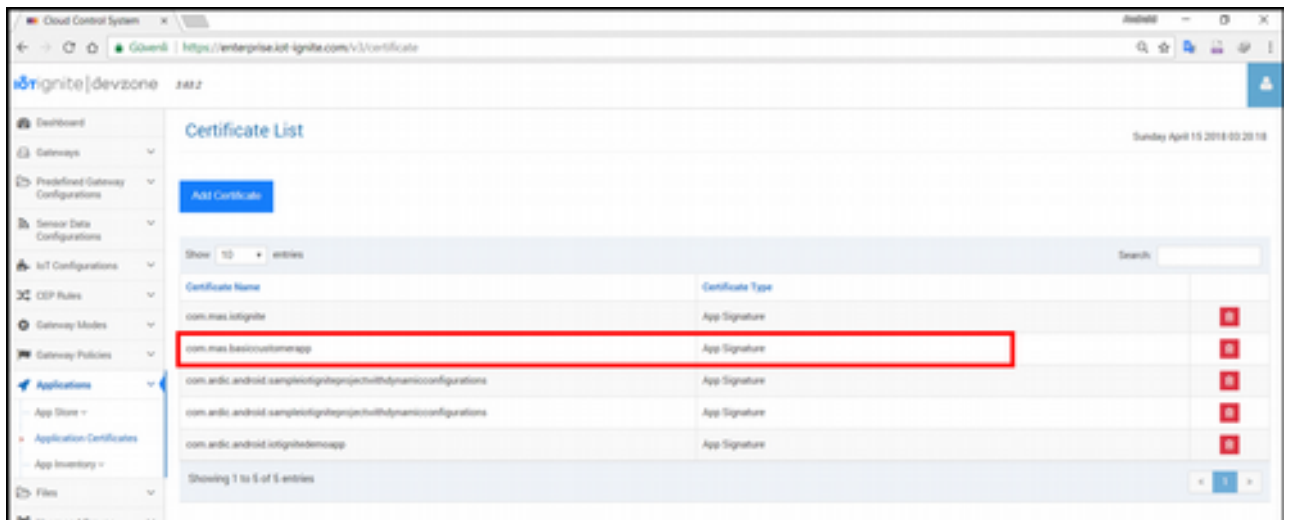 Cloud Control System
Android
Güvenli | https://enterprise.iot-ignite.com/v3/certificate
iöTignite|devzone
Dashboard
Certificate List
Sunday April 15 2018 03:20:18
Gateways
Predefined Gateway
Configurations
Add Certificate
Sensor Data
Configurations
Show 10 entries
Search:
IoT Configurations
Certificate Name Certificate Type
CEP Rules
com.mas.iotignite App Signature
Gateway Modes
com.mas.basiccustomerapp App Signature
Gateway Policies
com.ardic.android.sampleiotigniteprojectwithdynamicconfigurations App Signature
Applications
App Store
com.ardic.android.sampleiotigniteprojectwithdynamicconfigurations App Signature
Application Certificates
com.ardic.android.iotignitedemoapp App Signature
App Inventory
Showing 1 to 5 of 5 entries
1
Files